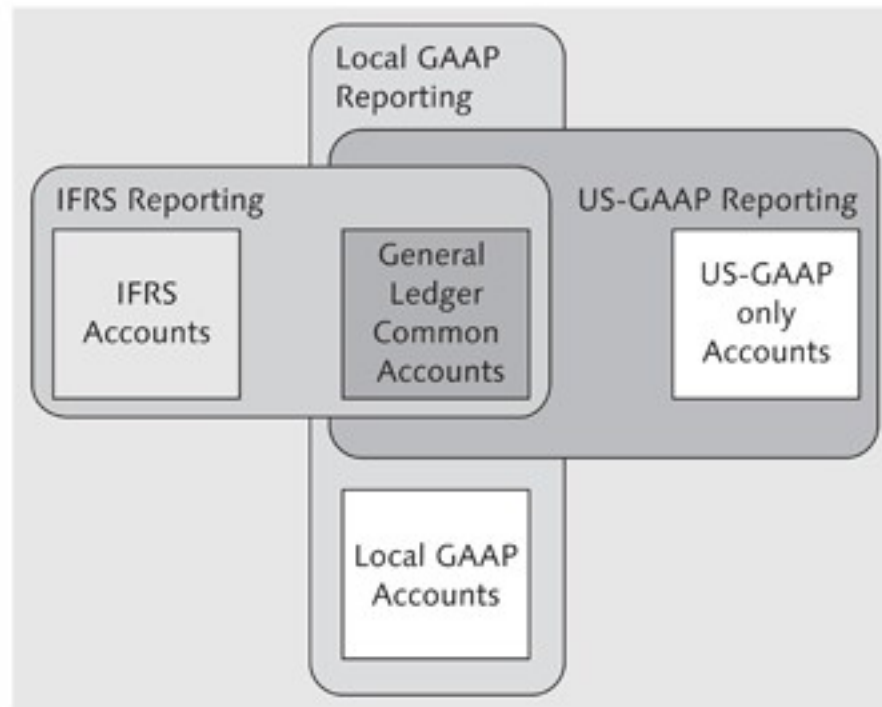 Local GAAP
Reporting
IFRS Reporting
US-GAAP Reporting
IFRS
Accounts
General
Ledger
Common
Accounts
US-GAAP
only
Accounts
Local GAAP
Accounts